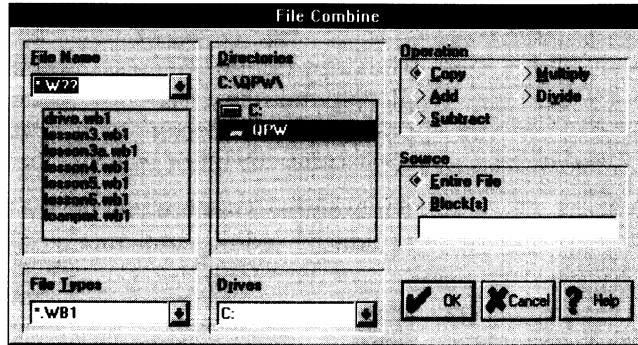 File Combine
File Name
*.W??
drive.wb1
lesson3.wb1
lesson3a.wb1
lesson4.wb1
lesson5.wb1
lesson6.wb1
loanpmt.wb1
File Types
*.WB1
Directories
C:\QPW\
C:
QPW
Drives
C:
Operation
Copy
Multiply
Add
Divide
Subtract
Source
Entire File
Block(s)
OK
Cancel
Help